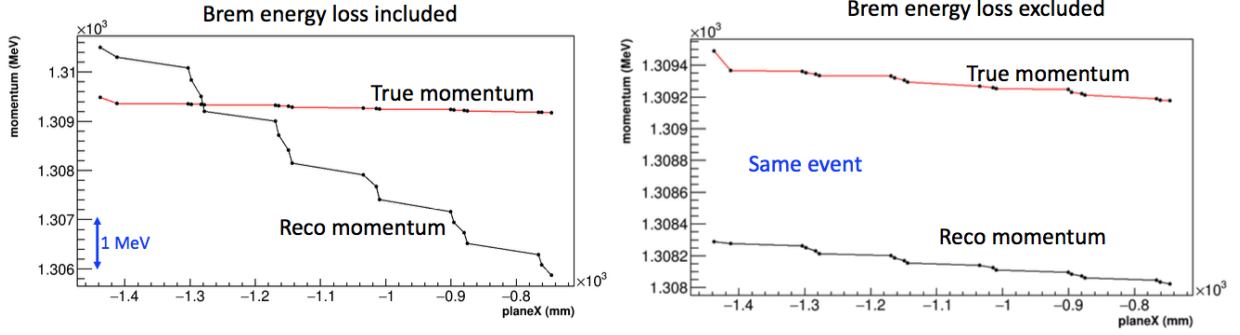 Brem energy loss included
×10³
momentum (MeV)
1.31
1.309
1.308
1.307
1.306
True momentum
Reco momentum
1 MeV
−1.4 −1.3 −1.2 −1.1 −1 −0.9 −0.8
×10³
planeX (mm)
Brem energy loss excluded
×10³
momentum (MeV)
1.3094
1.3092
1.309
1.3088
1.3086
1.3084
1.3082
1.308
True momentum
Same event
Reco momentum
−1.4 −1.3 −1.2 −1.1 −1 −0.9 −0.8
×10³
planeX (mm)